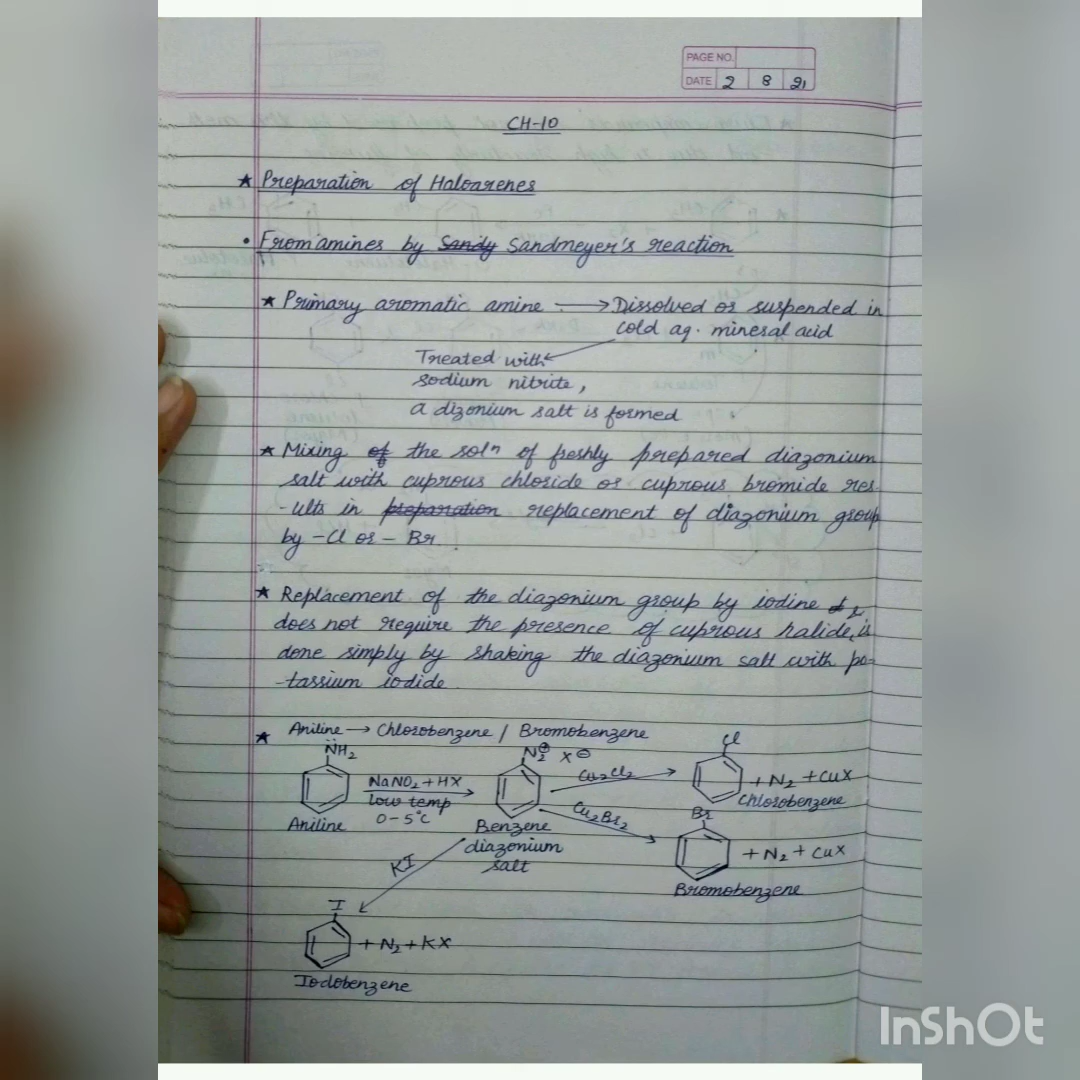 PAGE NO.
DATE 2 8 21
CH-10
★ Preparation of Haloarenes
• From amines by Sandy Sandmeyer's reaction
★ Primary aromatic amine → Dissolved or suspended in
cold aq. mineral acid
Treated with
sodium nitrite,
a dizonium salt is formed
★ Mixing of the solⁿ of freshly prepared diazonium
salt with cuprous chloride or cuprous bromide res-
-ults in preparation replacement of diazonium group
by -Cl or - Br
★ Replacement of the diazonium group by iodine
does not require the presence of cuprous halide, is
done simply by shaking the diazonium salt with po-
-tassium iodide
★ Aniline → Chlorobenzene / Bromobenzene
N̈H₂ N₂⊕ X⊖ Cl
NaNO₂ + HX Cu₂Cl₂ + N₂ + CuX
low temp Chlorobenzene
0-5°C Cu₂Br₂ Br
Aniline Benzene + N₂ + CuX
diazonium
salt Bromobenzene
KI
I
+ N₂ + KX
Iodobenzene
InShOt